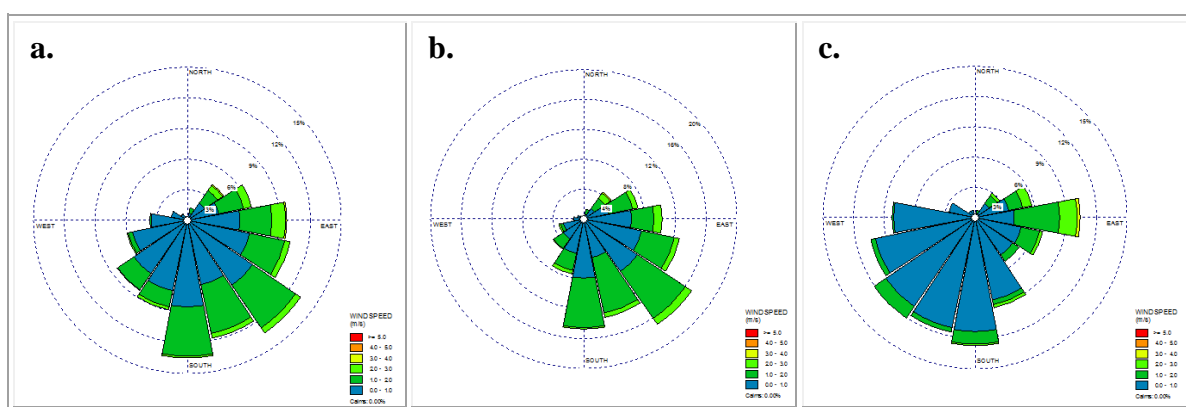 a.
NORTH
15%
12%
9%
6%
3%
WEST
EAST
SOUTH
WINDSPEED
(m/s)
>= 5.0
4.0 - 5.0
3.0 - 4.0
2.0 - 3.0
1.0 - 2.0
0.0 - 1.0
Calms: 0.00%
b.
NORTH
20%
16%
12%
8%
4%
WEST
EAST
SOUTH
WINDSPEED
(m/s)
>= 5.0
4.0 - 5.0
3.0 - 4.0
2.0 - 3.0
1.0 - 2.0
0.0 - 1.0
Calms: 0.00%
c.
NORTH
15%
12%
9%
6%
3%
WEST
EAST
SOUTH
WINDSPEED
(m/s)
>= 5.0
4.0 - 5.0
3.0 - 4.0
2.0 - 3.0
1.0 - 2.0
0.0 - 1.0
Calms: 0.00%